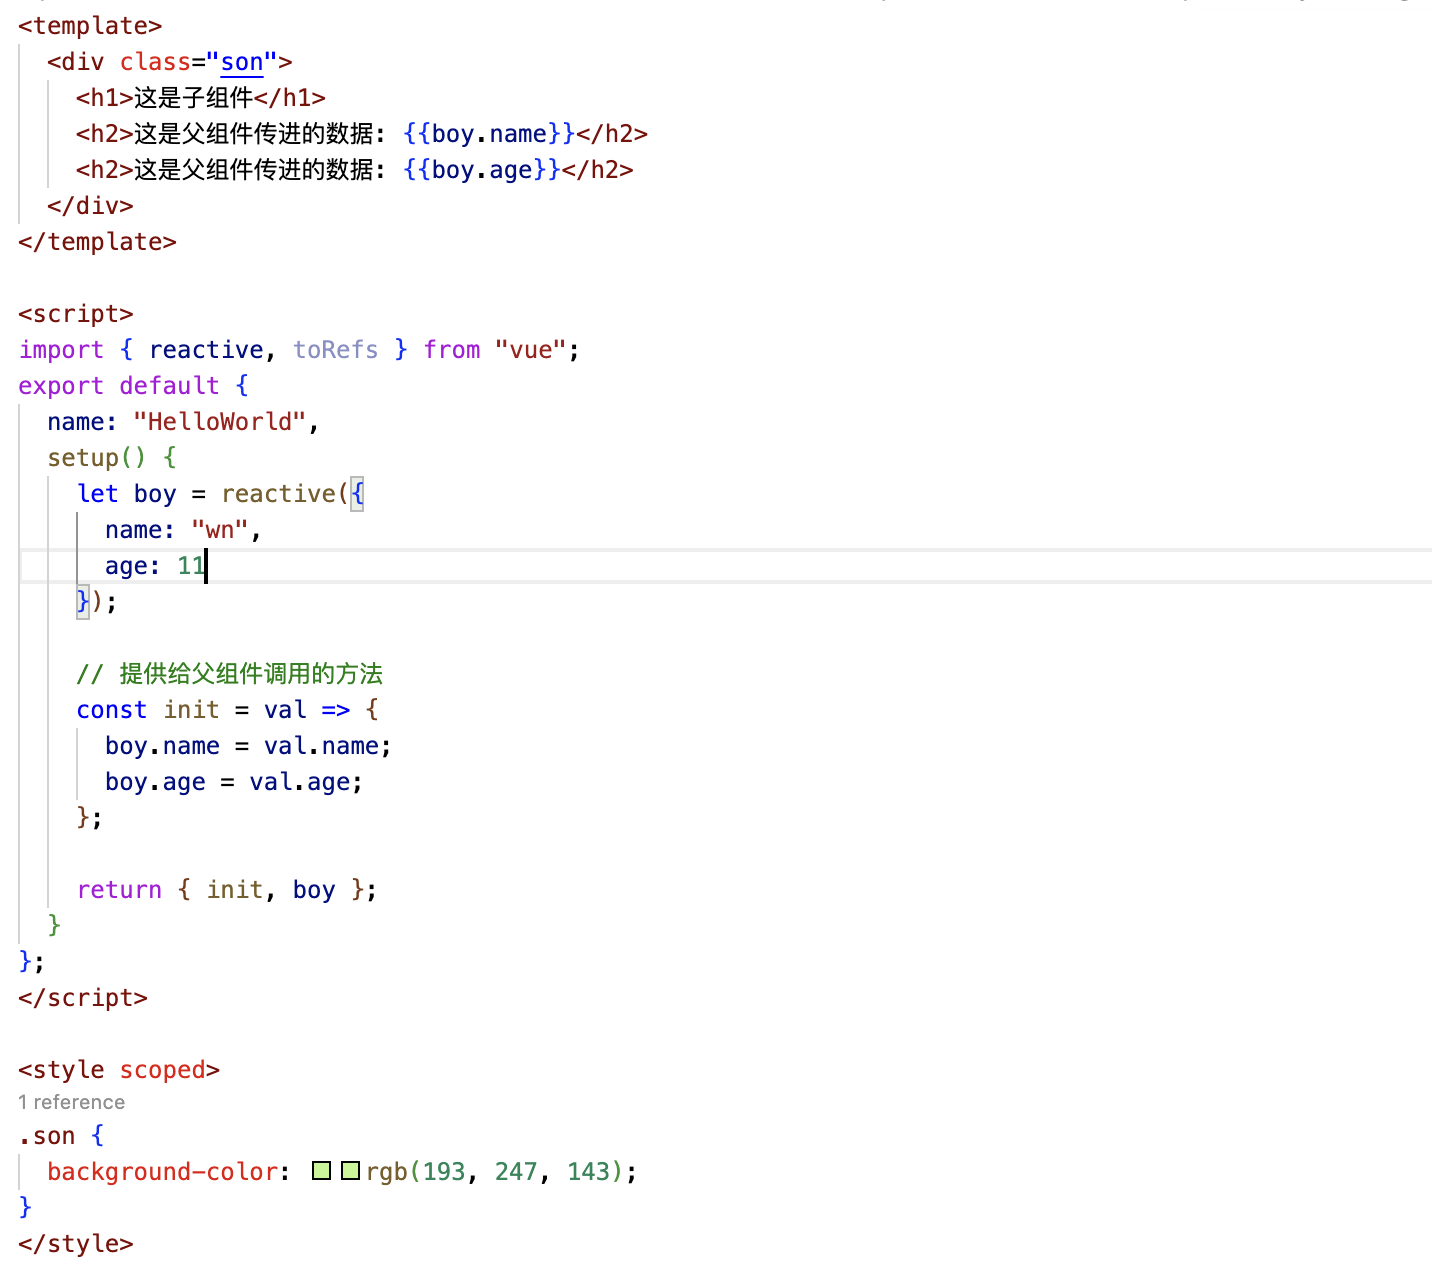 <template>
  <div class="son">
    <h1>这是子组件</h1>
    <h2>这是父组件传进的数据: {{boy.name}}</h2>
    <h2>这是父组件传进的数据: {{boy.age}}</h2>
  </div>
</template>

<script>
import { reactive, toRefs } from "vue";
export default {
  name: "HelloWorld",
  setup() {
    let boy = reactive({
      name: "wn",
      age: 11
    });

    // 提供给父组件调用的方法
    const init = val => {
      boy.name = val.name;
      boy.age = val.age;
    };

    return { init, boy };
  }
};
</script>

<style scoped>
1 reference
.son {
  background-color: rgb(193, 247, 143);
}
</style>